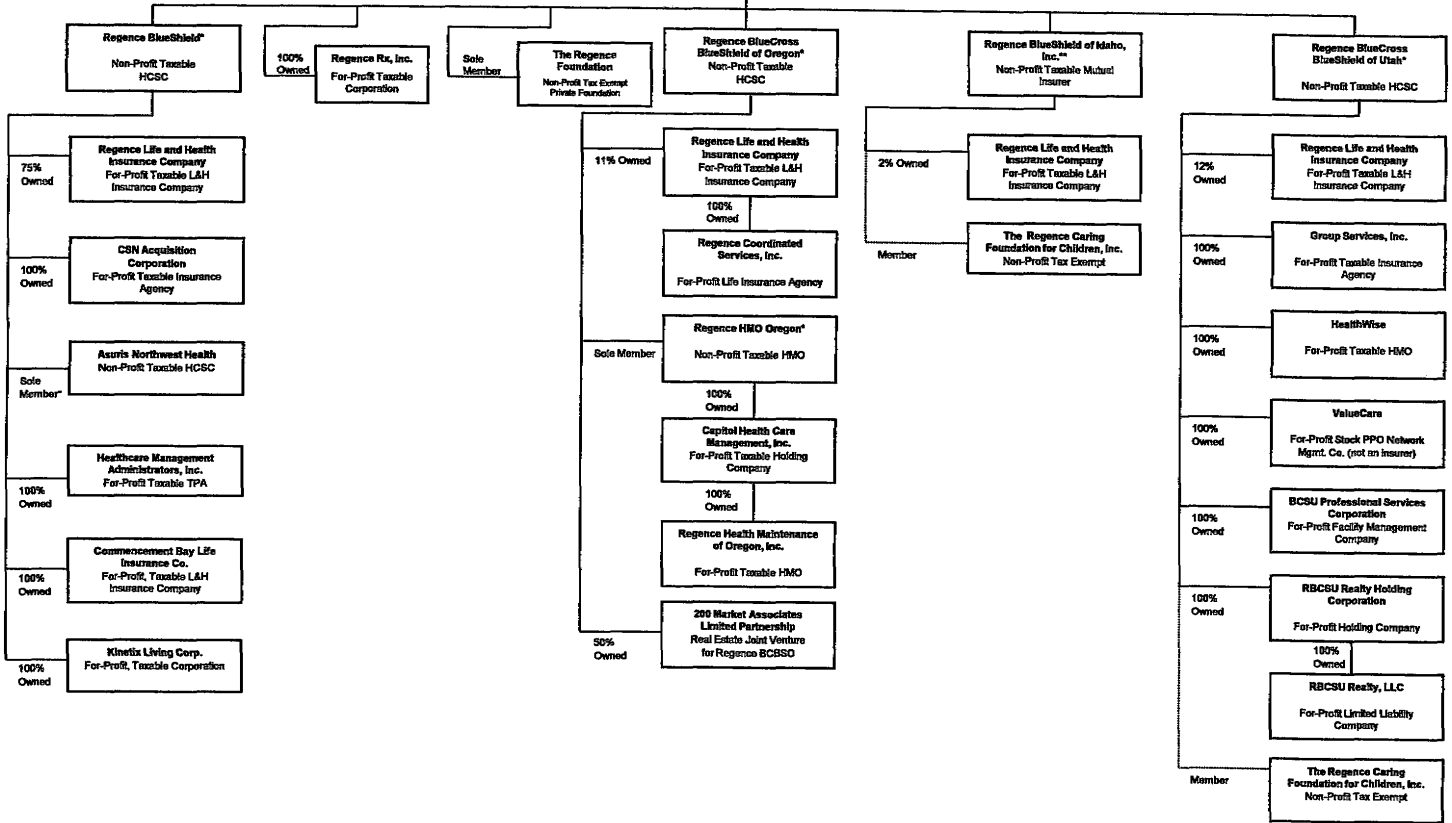 Regence BlueShield*
Non-Profit Taxable
HCSC
100%
Owned
Regence Rx, Inc.
For-Profit Taxable
Corporation
Sole
Member
The Regence
Foundation
Non-Profit Tax Exempt
Private Foundation
Regence BlueCross
BlueShield of Oregon*
Non-Profit Taxable
HCSC
Regence BlueShield of Idaho,
Inc.**
Non-Profit Taxable Mutual
Insurer
Regence BlueCross
BlueShield of Utah*
Non-Profit Taxable HCSC
75%
Owned
Regence Life and Health
Insurance Company
For-Profit Taxable L&H
Insurance Company
100%
Owned
CSN Acquisition
Corporation
For-Profit Taxable Insurance
Agency
Sole
Member*
Asuris Northwest Health
Non-Profit Taxable HCSC
100%
Owned
Healthcare Management
Administrators, Inc.
For-Profit Taxable TPA
100%
Owned
Commencement Bay Life
Insurance Co.
For-Profit, Taxable L&H
Insurance Company
100%
Owned
Kinetix Living Corp.
For-Profit, Taxable Corporation
11% Owned
Regence Life and Health
Insurance Company
For-Profit Taxable L&H
Insurance Company
100%
Owned
Regence Coordinated
Services, Inc.
For-Profit Life Insurance Agency
Sole Member
Regence HMO Oregon*
Non-Profit Taxable HMO
100%
Owned
Capitol Health Care
Management, Inc.
For-Profit Taxable Holding
Company
100%
Owned
Regence Health Maintenance
of Oregon, Inc.
For-Profit Taxable HMO
50%
Owned
200 Market Associates
Limited Partnership
Real Estate Joint Venture
for Regence BCBSO
2% Owned
Regence Life and Health
Insurance Company
For-Profit Taxable L&H
Insurance Company
Member
The Regence Caring
Foundation for Children, Inc.
Non-Profit Tax Exempt
12%
Owned
Regence Life and Health
Insurance Company
For-Profit Taxable L&H
Insurance Company
100%
Owned
Group Services, Inc.
For-Profit Taxable Insurance
Agency
100%
Owned
HealthWise
For-Profit Taxable HMO
100%
Owned
ValueCare
For-Profit Stock PPO Network
Mgmt. Co. (not an insurer)
100%
Owned
BCSU Professional Services
Corporation
For-Profit Facility Management
Company
100%
Owned
RBCSU Realty Holding
Corporation
For-Profit Holding Company
100%
Owned
RBCSU Realty, LLC
For-Profit Limited Liability
Company
Member
The Regence Caring
Foundation for Children, Inc.
Non-Profit Tax Exempt